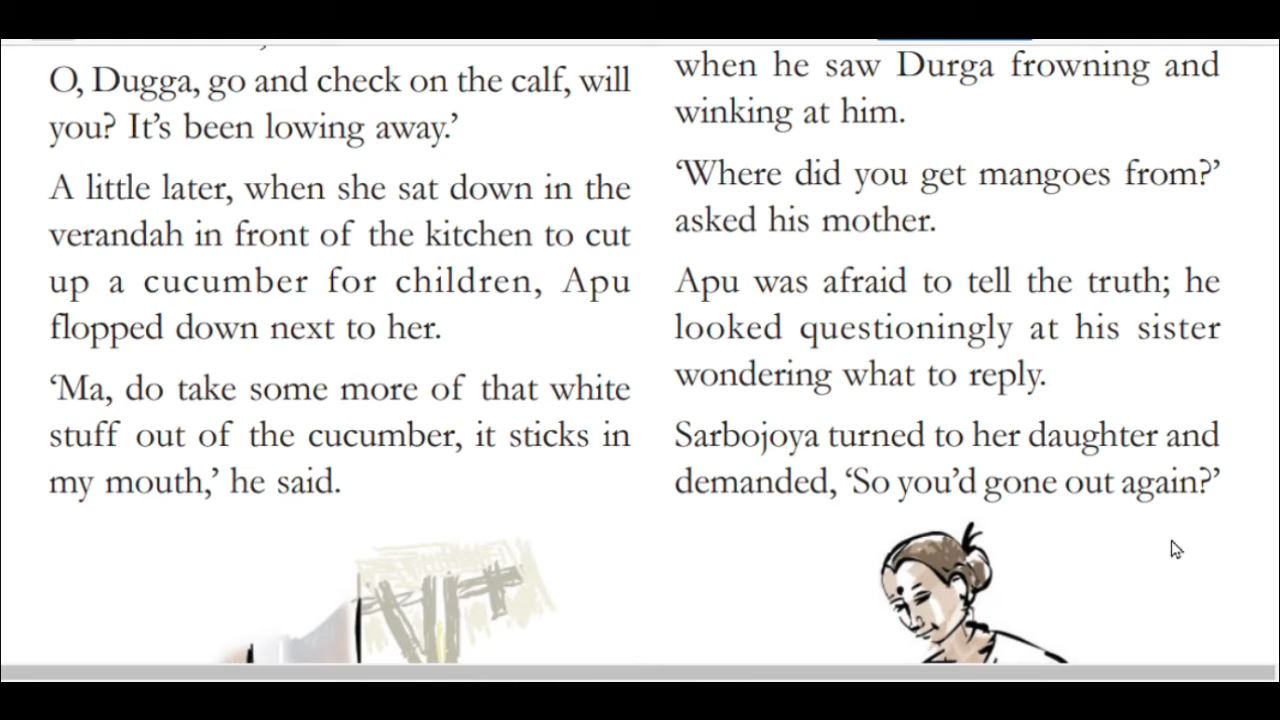 O, Dugga, go and check on the calf, will
you? It's been lowing away.’
A little later, when she sat down in the
verandah in front of the kitchen to cut
up a cucumber for children, Apu
flopped down next to her.
‘Ma, do take some more of that white
stuff out of the cucumber, it sticks in
my mouth,’ he said.
when he saw Durga frowning and
winking at him.
‘Where did you get mangoes from?’
asked his mother.
Apu was afraid to tell the truth; he
looked questioningly at his sister
wondering what to reply.
Sarbojoya turned to her daughter and
demanded, ‘So you’d gone out again?’